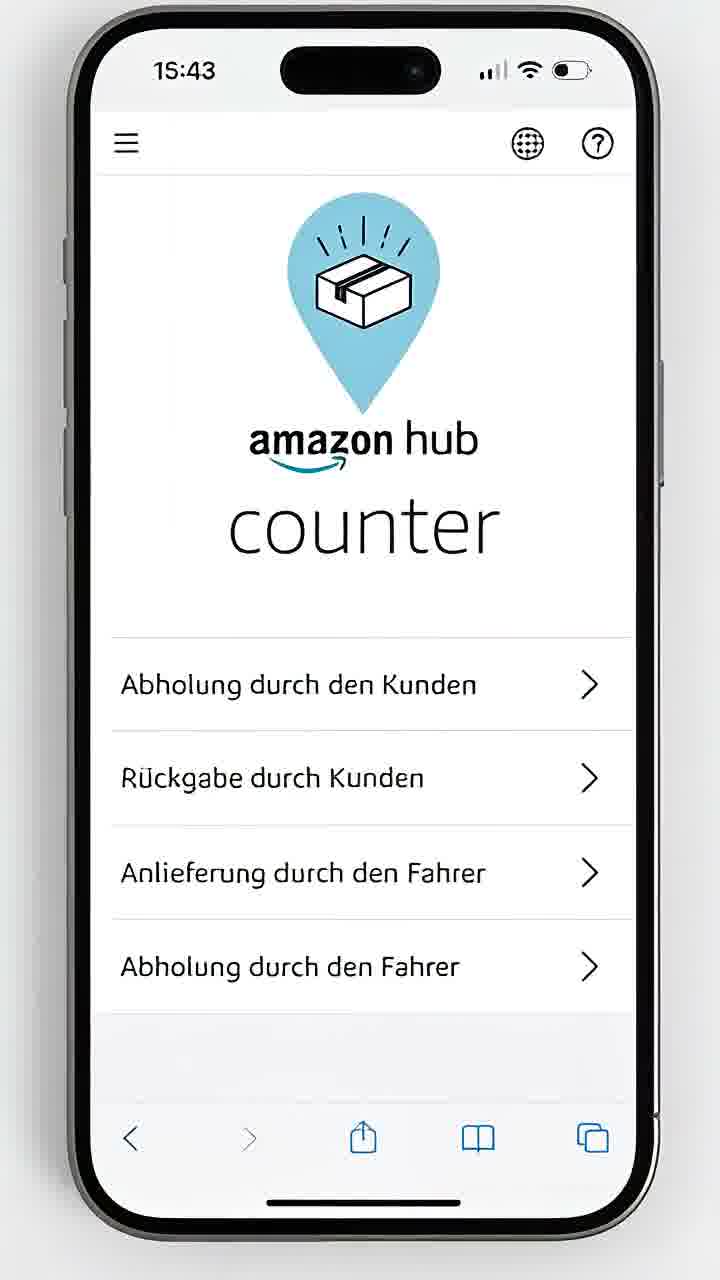 15:43
amazon hub
counter
Abholung durch den Kunden
Rückgabe durch Kunden
Anlieferung durch den Fahrer
Abholung durch den Fahrer